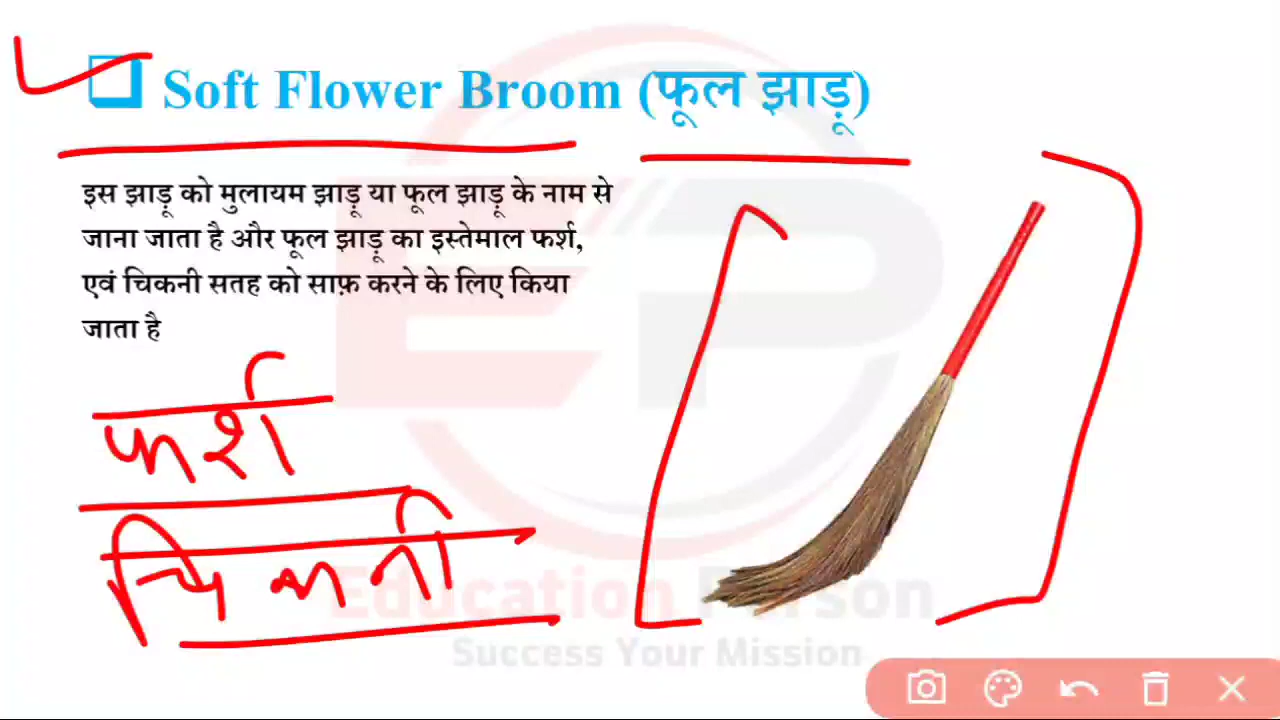 Soft Flower Broom (फूल झाड़ू)
इस झाड़ू को मुलायम झाड़ू या फूल झाड़ू के नाम से
जाना जाता है और फूल झाड़ू का इस्तेमाल फर्श,
एवं चिकनी सतह को साफ़ करने के लिए किया
जाता है
फर्श
चिकनी
Education Person
Success Your Mission